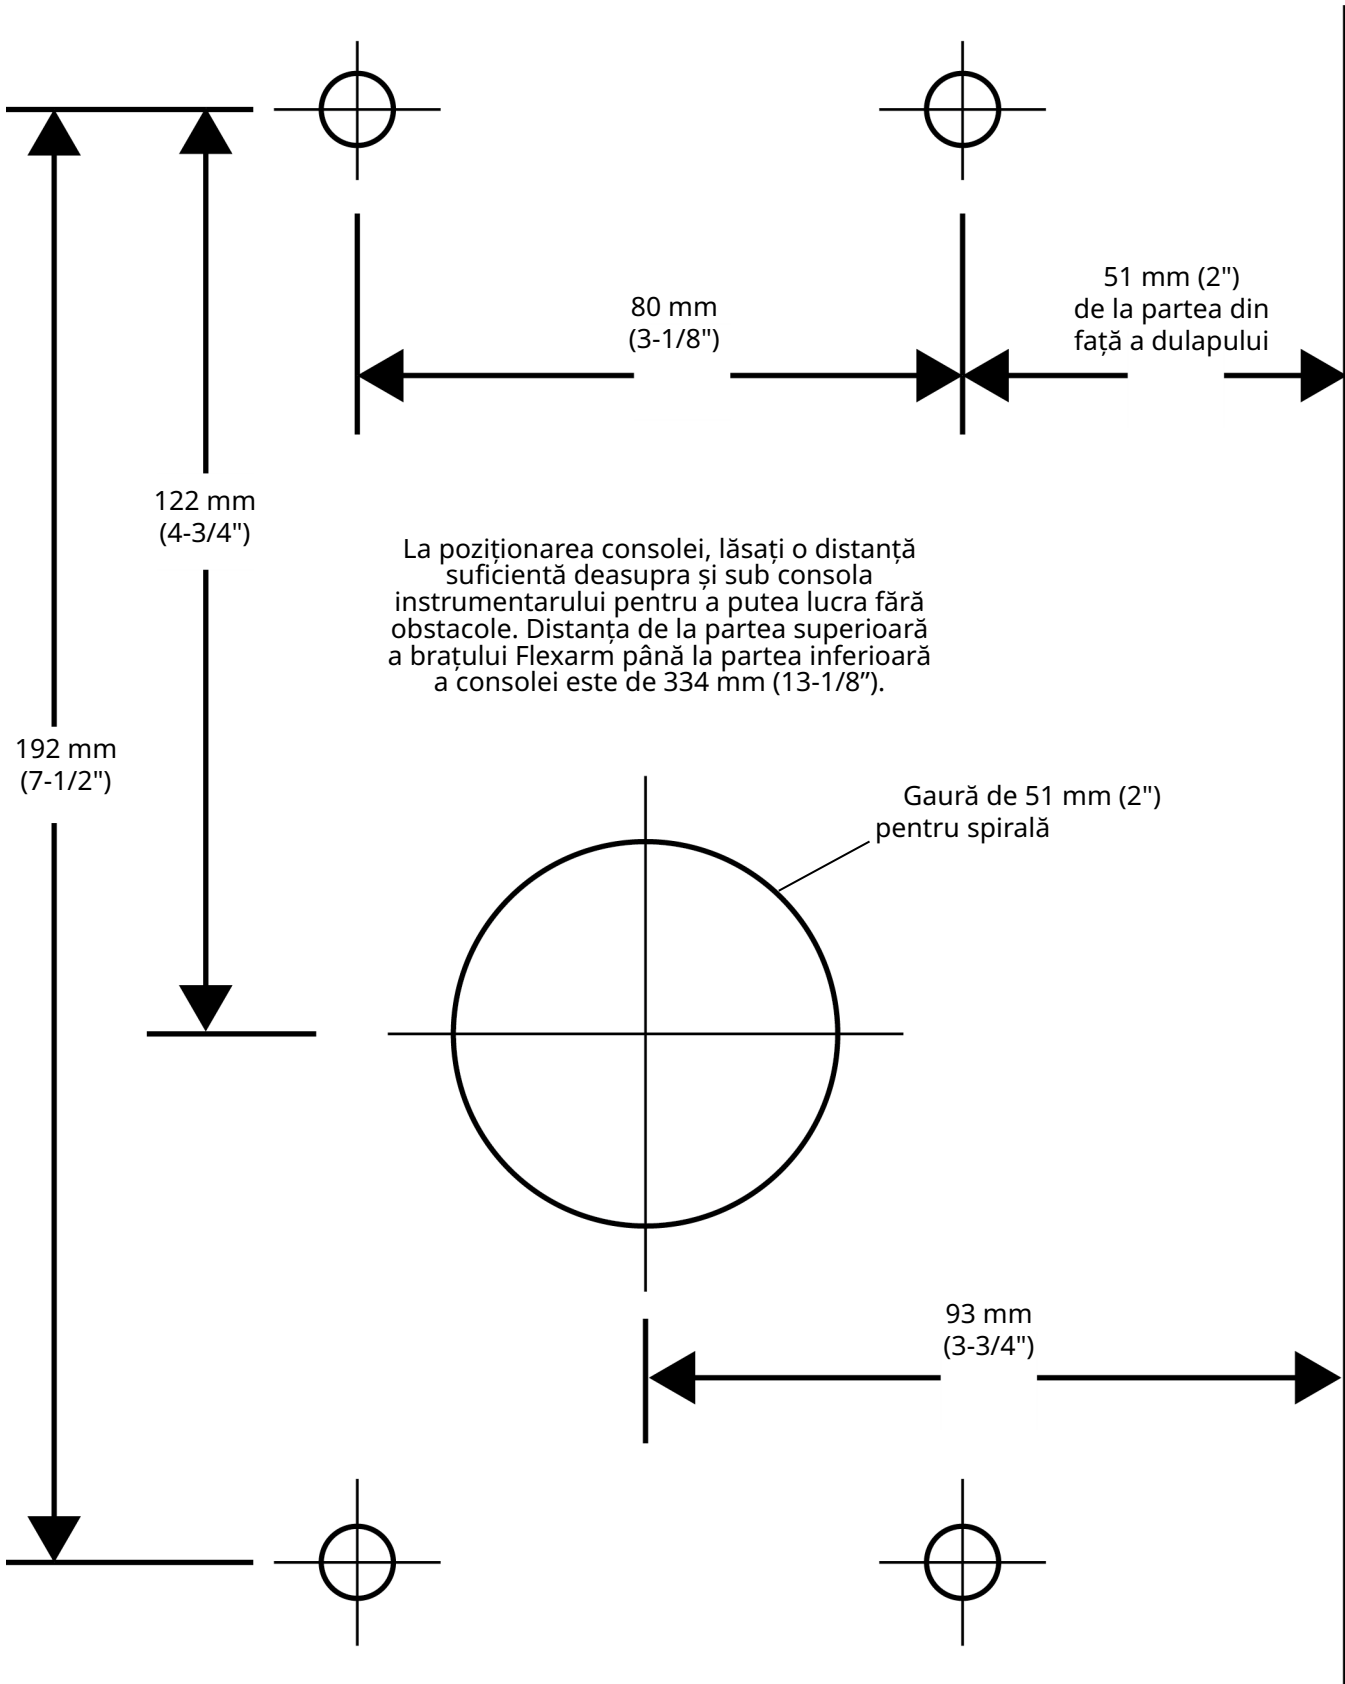 51 mm (2")
de la partea din
față a dulapului
80 mm
(3-1/8")
122 mm
(4-3/4")
La poziționarea consolei, lăsați o distanță
suficientă deasupra și sub consola
instrumentarului pentru a putea lucra fără
obstacole. Distanța de la partea superioară
a brațului Flexarm până la partea inferioară
a consolei este de 334 mm (13-1/8”).
192 mm
(7-1/2")
Gaură de 51 mm (2")
pentru spirală
93 mm
(3-3/4")